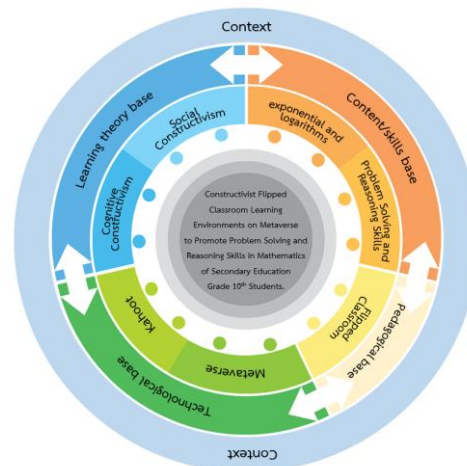 Context
Learning theory base
Social
Constructivism
Cognitive
Constructivism
Content/skills base
exponential and
logarithms
Problem Solving and
Reasoning Skills
Constructivist Flipped
Classroom Learning
Environments on Metaverse
to Promote Problem Solving and
Reasoning Skills in Mathematics
of Secondary Education
Grade 10th Students.
Pedagogical base
Flipped
Classroom
Technological base
Kahoot
Metaverse
Context